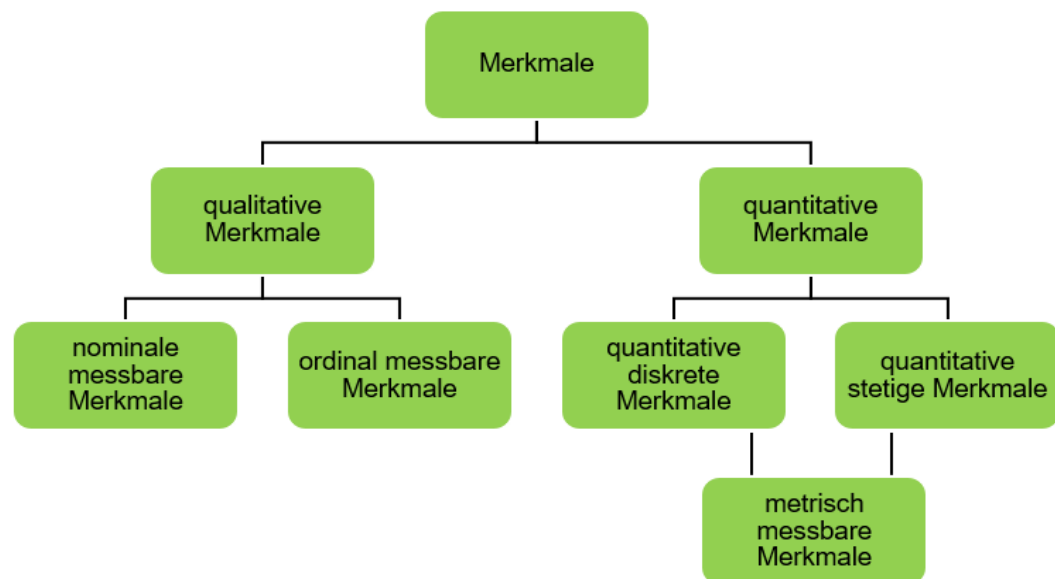 Merkmale
qualitative
Merkmale
quantitative
Merkmale
nominale
messbare
Merkmale
ordinal messbare
Merkmale
quantitative
diskrete
Merkmale
quantitative
stetige Merkmale
metrisch
messbare
Merkmale